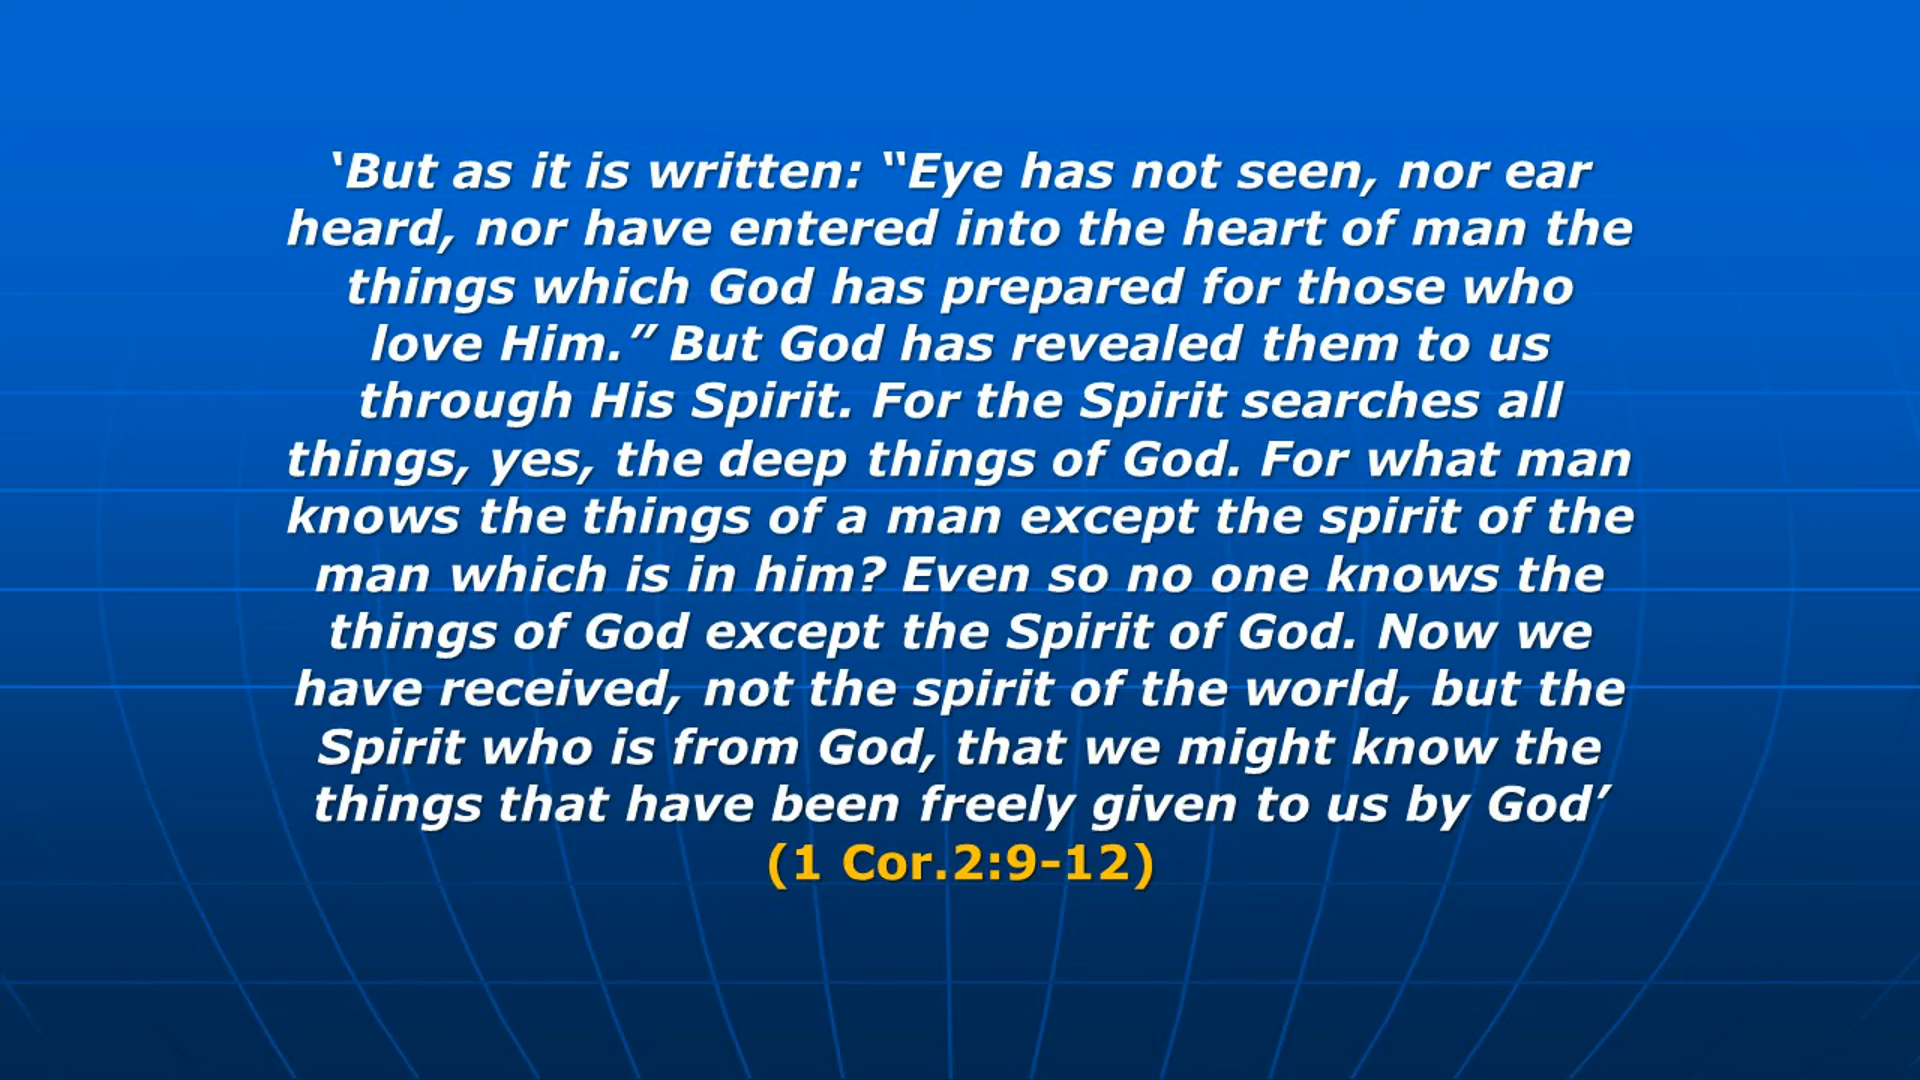 ‘But as it is written: “Eye has not seen, nor ear
heard, nor have entered into the heart of man the
things which God has prepared for those who
love Him.” But God has revealed them to us
through His Spirit. For the Spirit searches all
things, yes, the deep things of God. For what man
knows the things of a man except the spirit of the
man which is in him? Even so no one knows the
things of God except the Spirit of God. Now we
have received, not the spirit of the world, but the
Spirit who is from God, that we might know the
things that have been freely given to us by God’
(1 Cor.2:9-12)